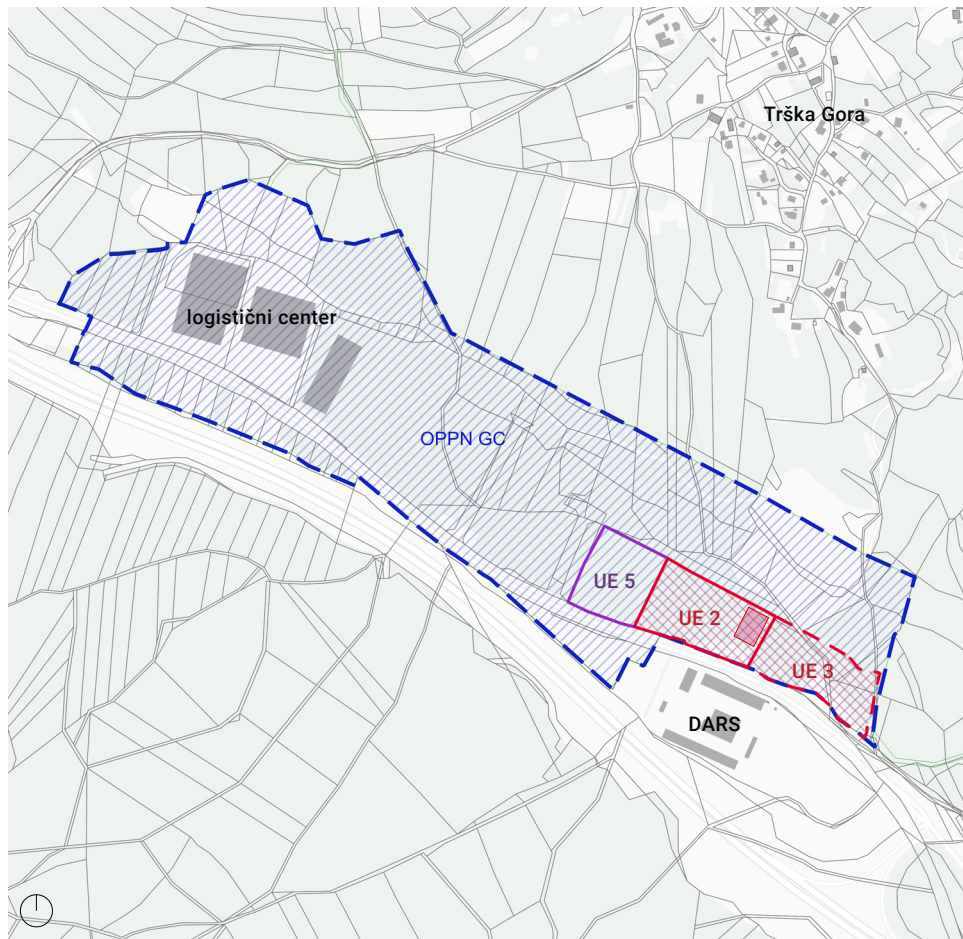 Trška Gora
logistični center
OPPN GC
UE 5
UE 2
UE 3
DARS